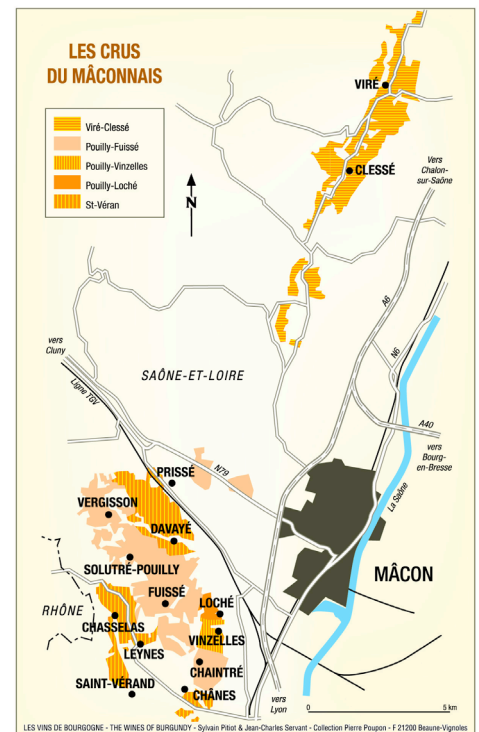 LES CRUS
DU MÂCONNAIS
Viré-Clessé
Pouilly-Fuissé
Pouilly-Vinzelles
Pouilly-Loché
St-Véran
N
VIRÉ
CLESSÉ
Vers
Chalon-
sur-Saône
A6
N6
vers
Cluny
Ligne TGV
SAÔNE-ET-LOIRE
A40
vers
Bourg-
en-Bresse
PRISSÉ
N79
La Saône
VERGISSON
DAVAYÉ
SOLUTRÉ-POUILLY
MÂCON
FUISSÉ
RHÔNE
LOCHÉ
CHASSELAS
VINZELLES
LEYNES
CHAINTRÉ
SAINT-VÉRAND
CHÂNES
vers
Lyon
0
5 km
LES VINS DE BOURGOGNE - THE WINES OF BURGUNDY - Sylvain Pitiot & Jean-Charles Servant - Collection Pierre Poupon - F 21200 Beaune-Vignoles